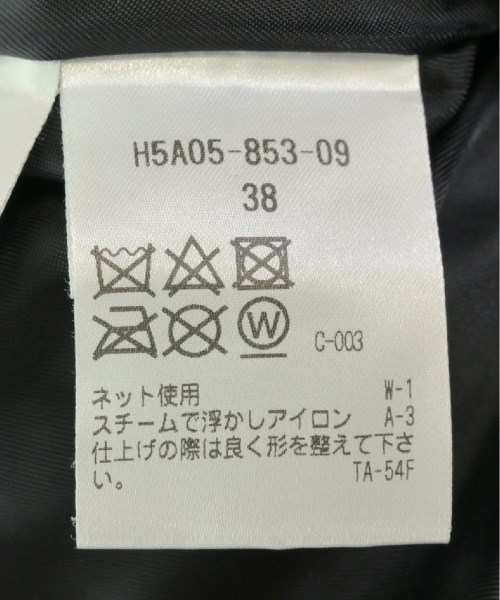 H5A05-853-09
38
W
C-003
ネット使用 W-1
スチームで浮かしアイロン A-3
仕上げの際は良く形を整えて下さ
い。 TA-54F